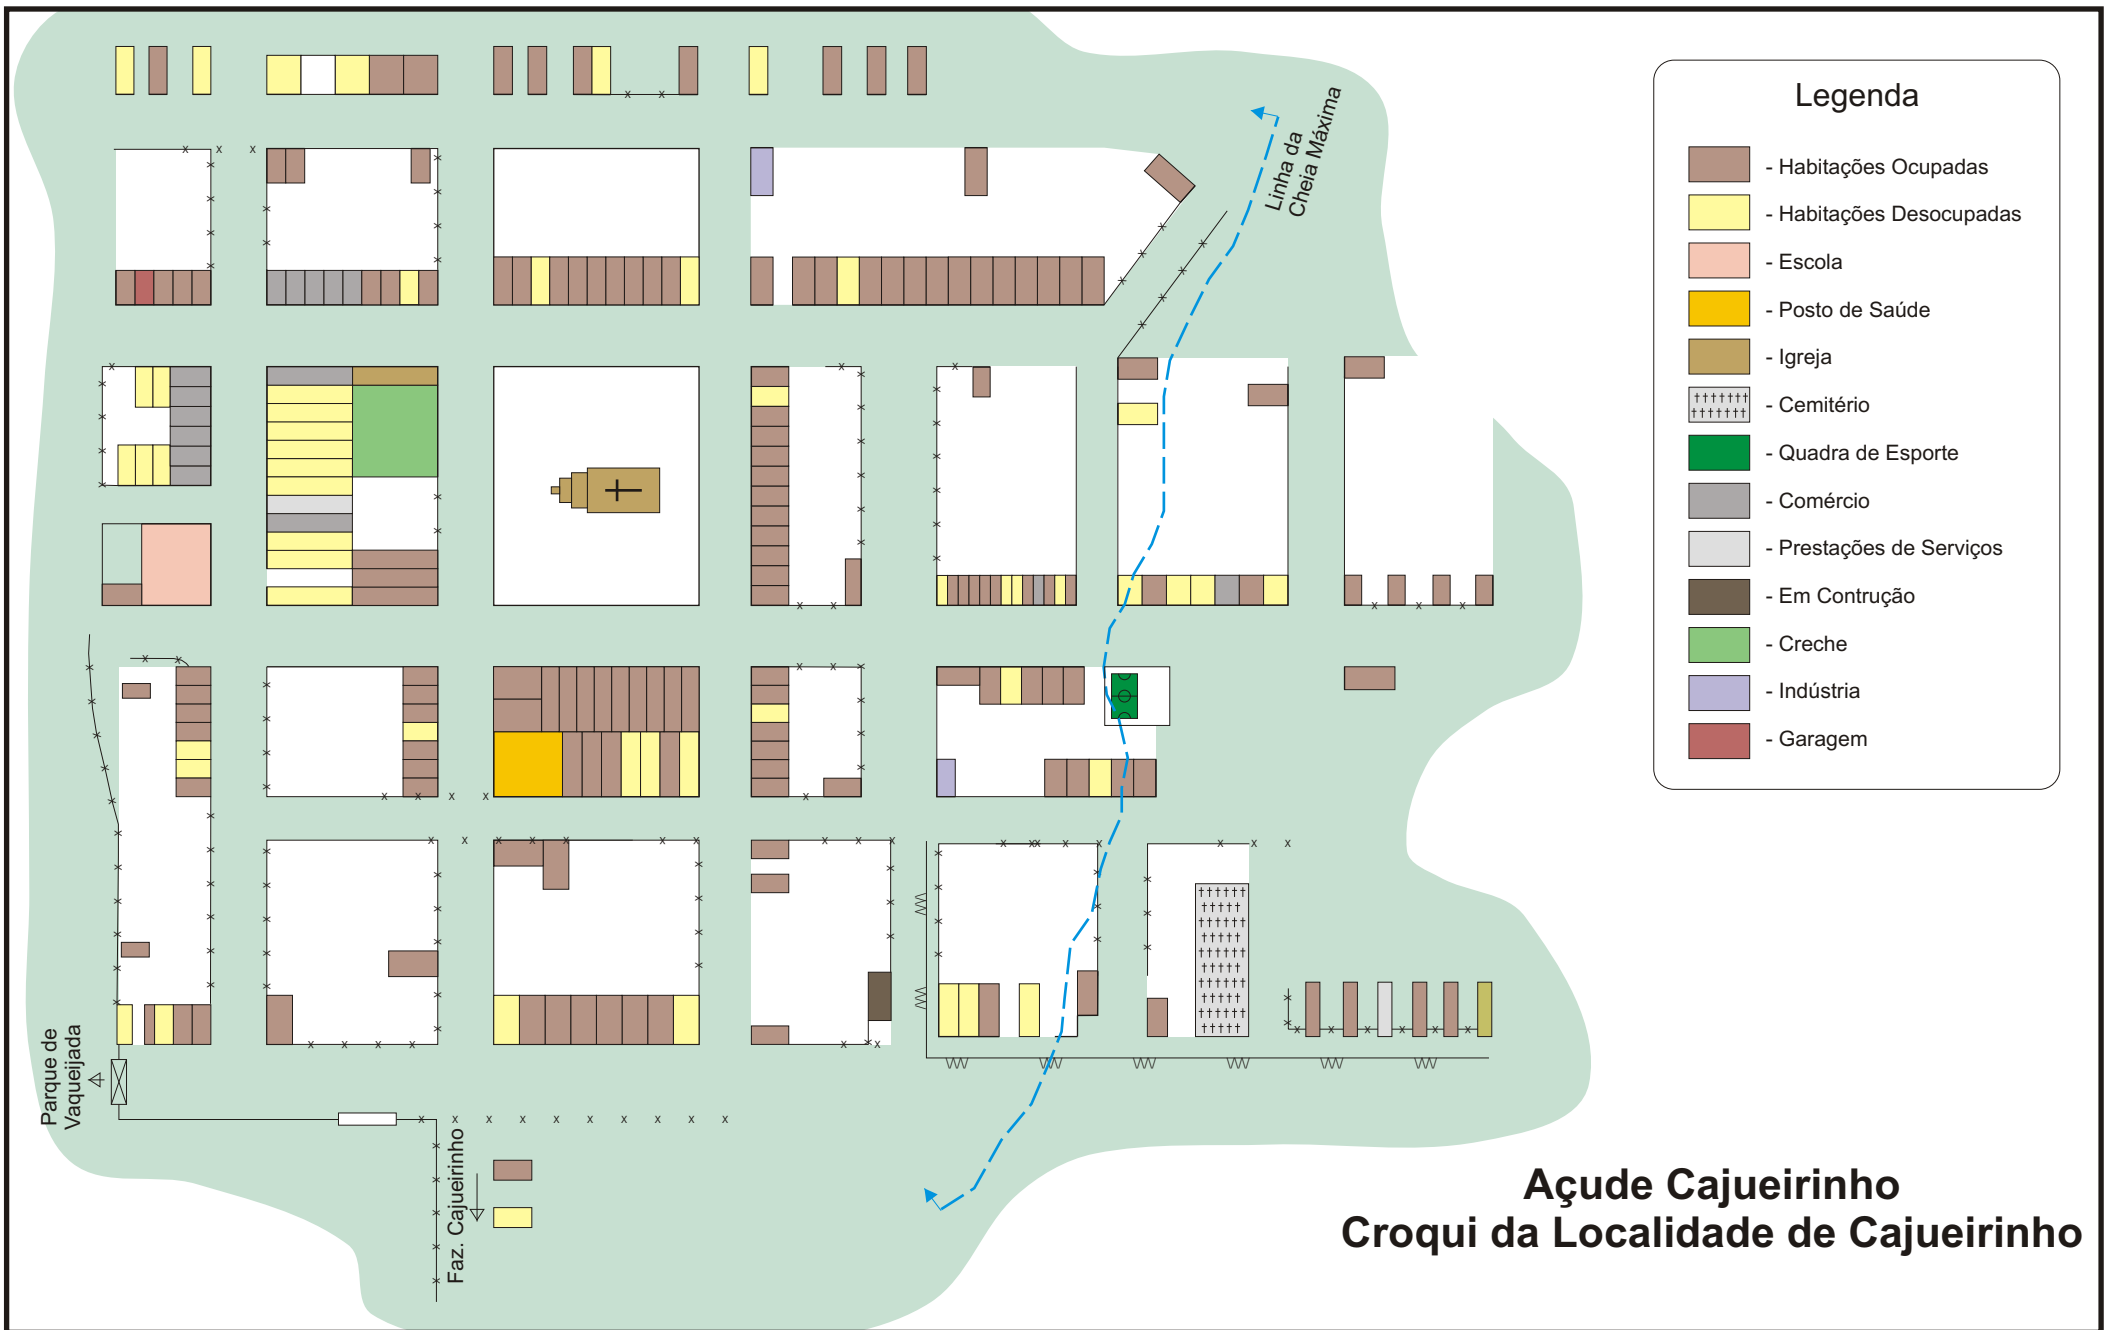 Linha da
Cheia Máxima
Legenda
- Habitações Ocupadas
- Habitações Desocupadas
- Escola
- Posto de Saúde
- Igreja
- Cemitério
- Quadra de Esporte
- Comércio
- Prestações de Serviços
- Em Contrução
- Creche
- Indústria
- Garagem
Parque de
Vaqueijada
Faz. Cajueirinho
Açude Cajueirinho
Croqui da Localidade de Cajueirinho